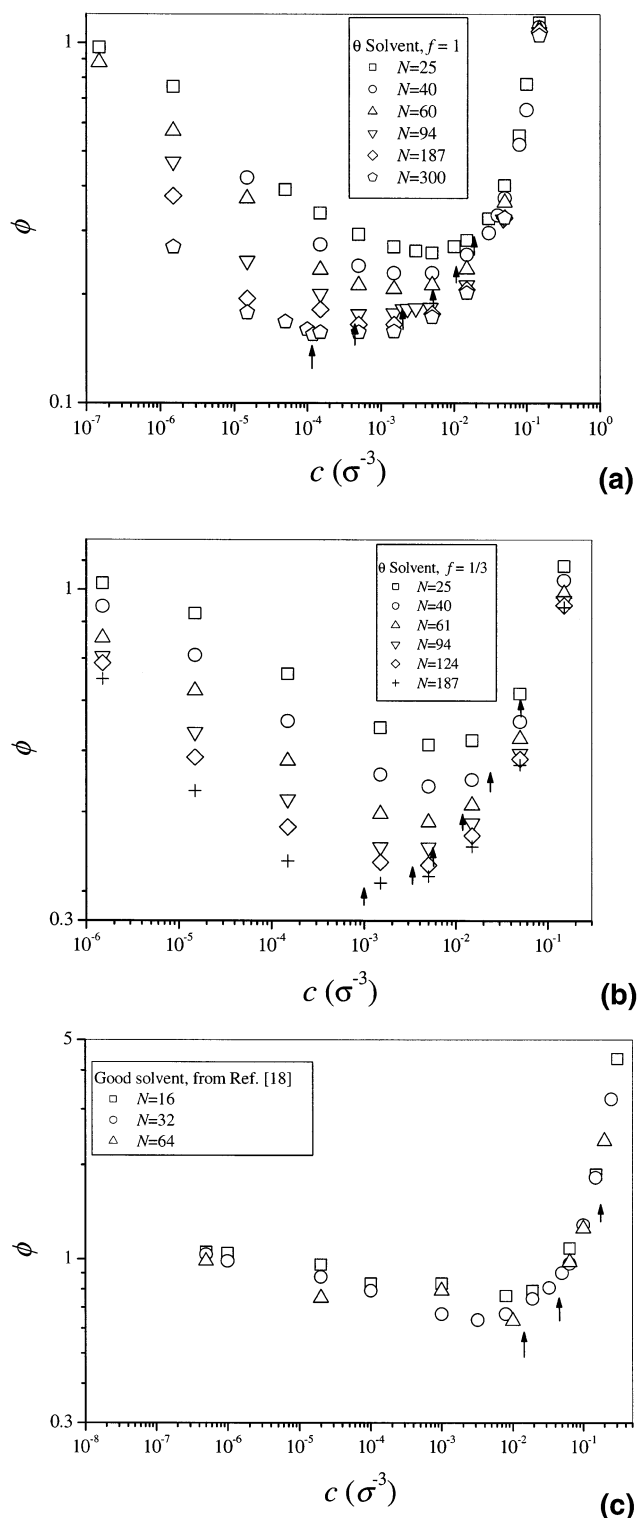 1
θ Solvent, f = 1
N=25
N=40
N=60
N=94
N=187
N=300
ϕ
0.1
10⁻⁷ 10⁻⁶ 10⁻⁵ 10⁻⁴ 10⁻³ 10⁻² 10⁻¹ 10⁰
c (σ⁻³)
(a)
1
θ Solvent, f = 1/3
N=25
N=40
N=61
N=94
N=124
N=187
ϕ
0.3
10⁻⁶ 10⁻⁵ 10⁻⁴ 10⁻³ 10⁻² 10⁻¹
c (σ⁻³)
(b)
5
Good solvent, from Ref. [18]
N=16
N=32
N=64
ϕ
1
0.3
10⁻⁸ 10⁻⁷ 10⁻⁶ 10⁻⁵ 10⁻⁴ 10⁻³ 10⁻² 10⁻¹
c (σ⁻³)
(c)